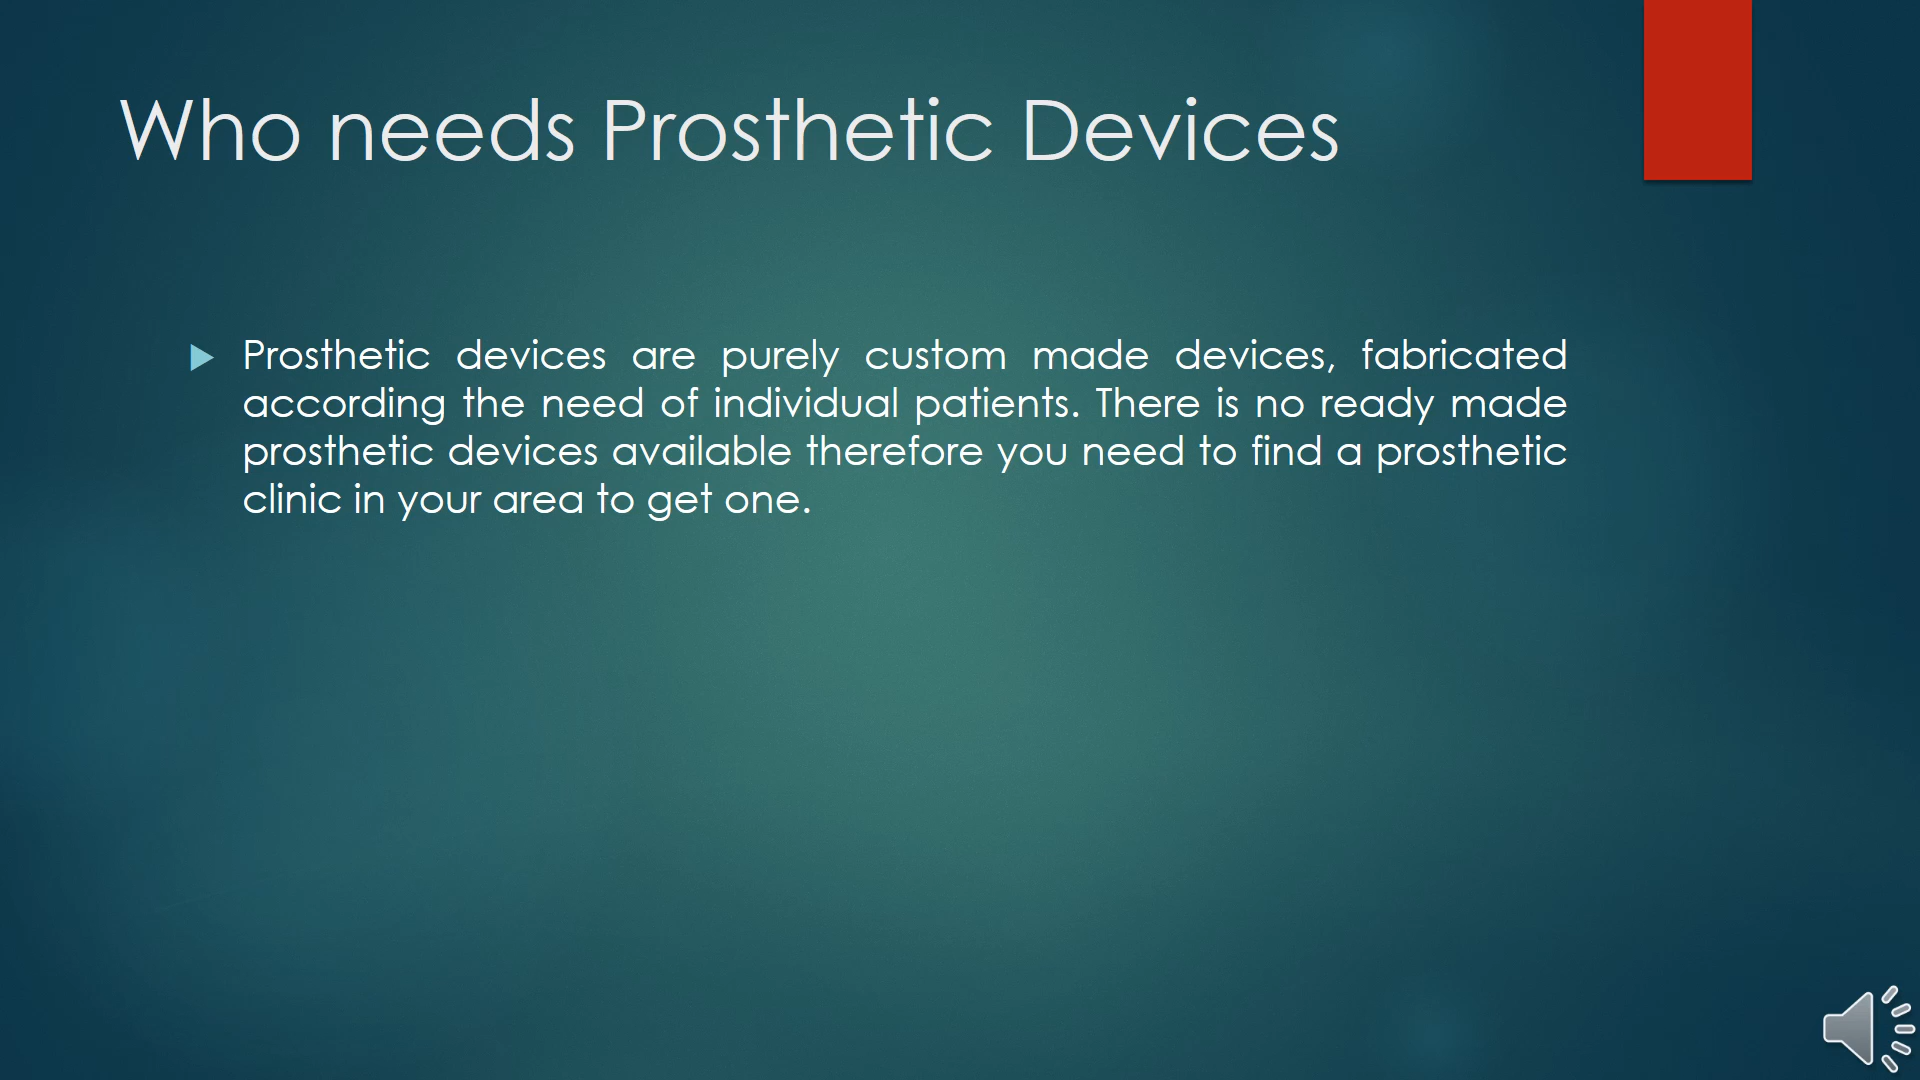 Who needs Prosthetic Devices
Prosthetic devices are purely custom made devices, fabricated
according the need of individual patients. There is no ready made
prosthetic devices available therefore you need to find a prosthetic
clinic in your area to get one.